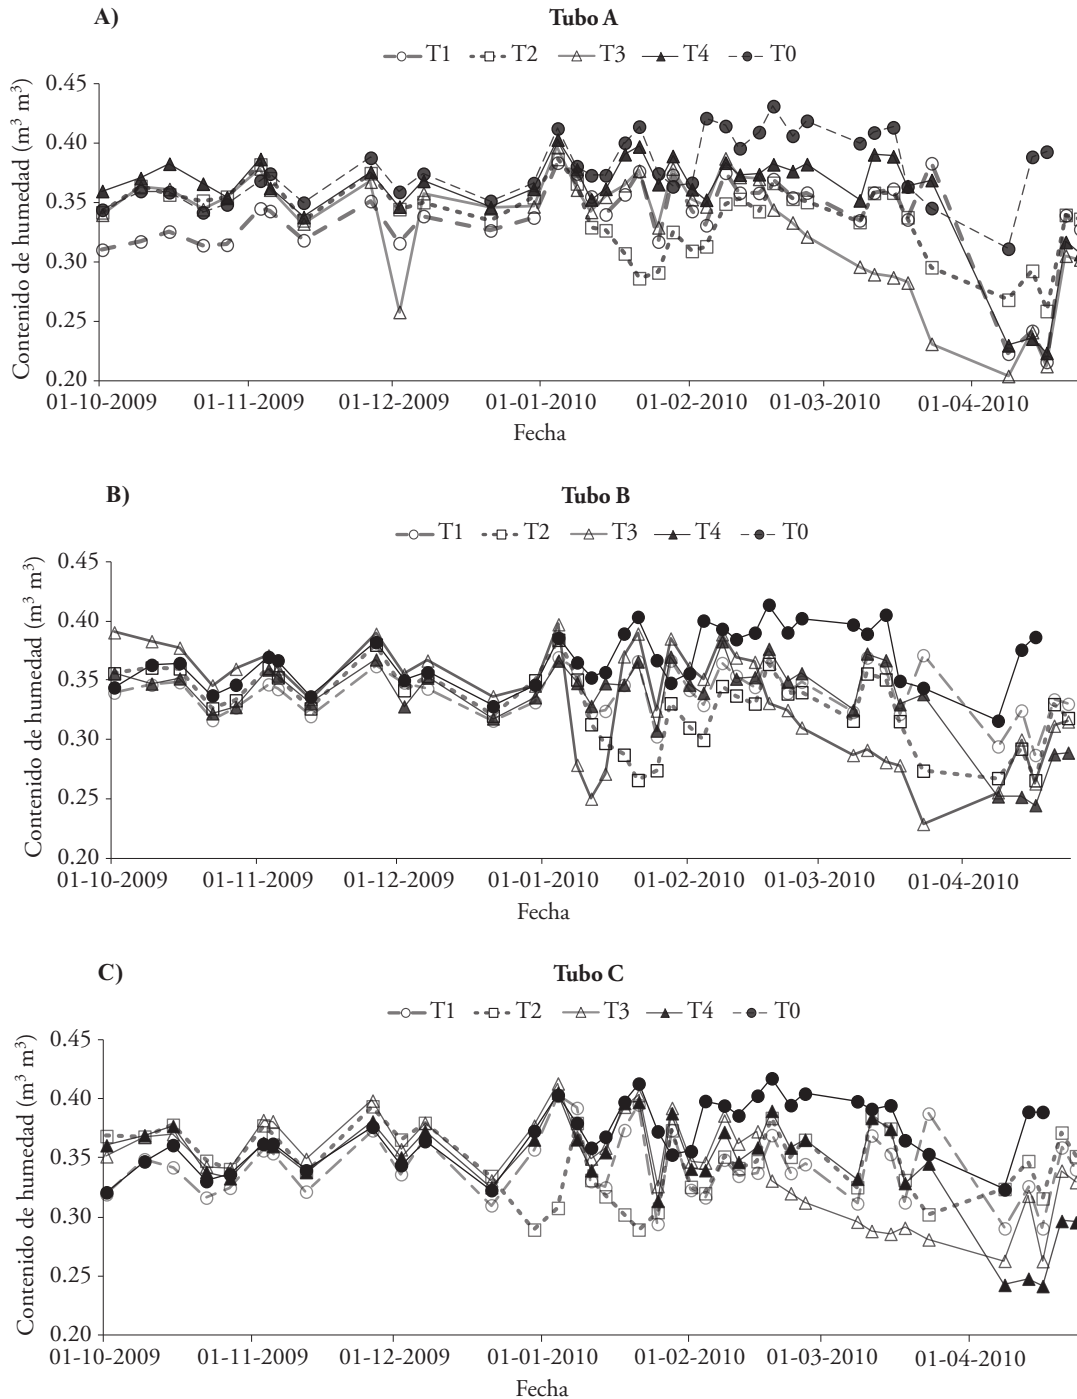 A)
Tubo A
T1 T2 T3 T4 T0
Contenido de humedad (m³ m³)
0.45
0.40
0.35
0.30
0.25
0.20
01-10-2009 01-11-2009 01-12-2009 01-01-2010 01-02-2010 01-03-2010 01-04-2010
Fecha
B)
Tubo B
T1 T2 T3 T4 T0
Contenido de humedad (m³ m³)
0.45
0.40
0.35
0.30
0.25
0.20
01-10-2009 01-11-2009 01-12-2009 01-01-2010 01-02-2010 01-03-2010 01-04-2010
Fecha
C)
Tubo C
T1 T2 T3 T4 T0
Contenido de humedad (m³ m³)
0.45
0.40
0.35
0.30
0.25
0.20
01-10-2009 01-11-2009 01-12-2009 01-01-2010 01-02-2010 01-03-2010 01-04-2010
Fecha